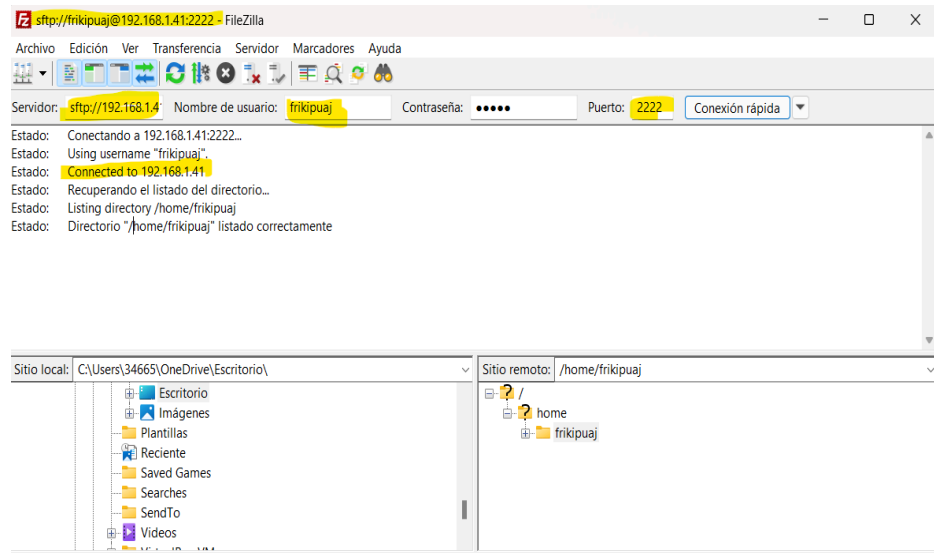 sftp://frikipuaj@192.168.1.41:2222 - FileZilla
Archivo Edición Ver Transferencia Servidor Marcadores Ayuda
Servidor: sftp://192.168.1.4 Nombre de usuario: frikipuaj Contraseña: ●●●●● Puerto: 2222 Conexión rápida
Estado: Conectando a 192.168.1.41:2222...
Estado: Using username "frikipuaj".
Estado: Connected to 192.168.1.41
Estado: Recuperando el listado del directorio...
Estado: Listing directory /home/frikipuaj
Estado: Directorio "/home/frikipuaj" listado correctamente
Sitio local: C:\Users\34665\OneDrive\Escritorio\
Escritorio
Imágenes
Plantillas
Reciente
Saved Games
Searches
SendTo
Videos
Sitio remoto: /home/frikipuaj
/
home
frikipuaj